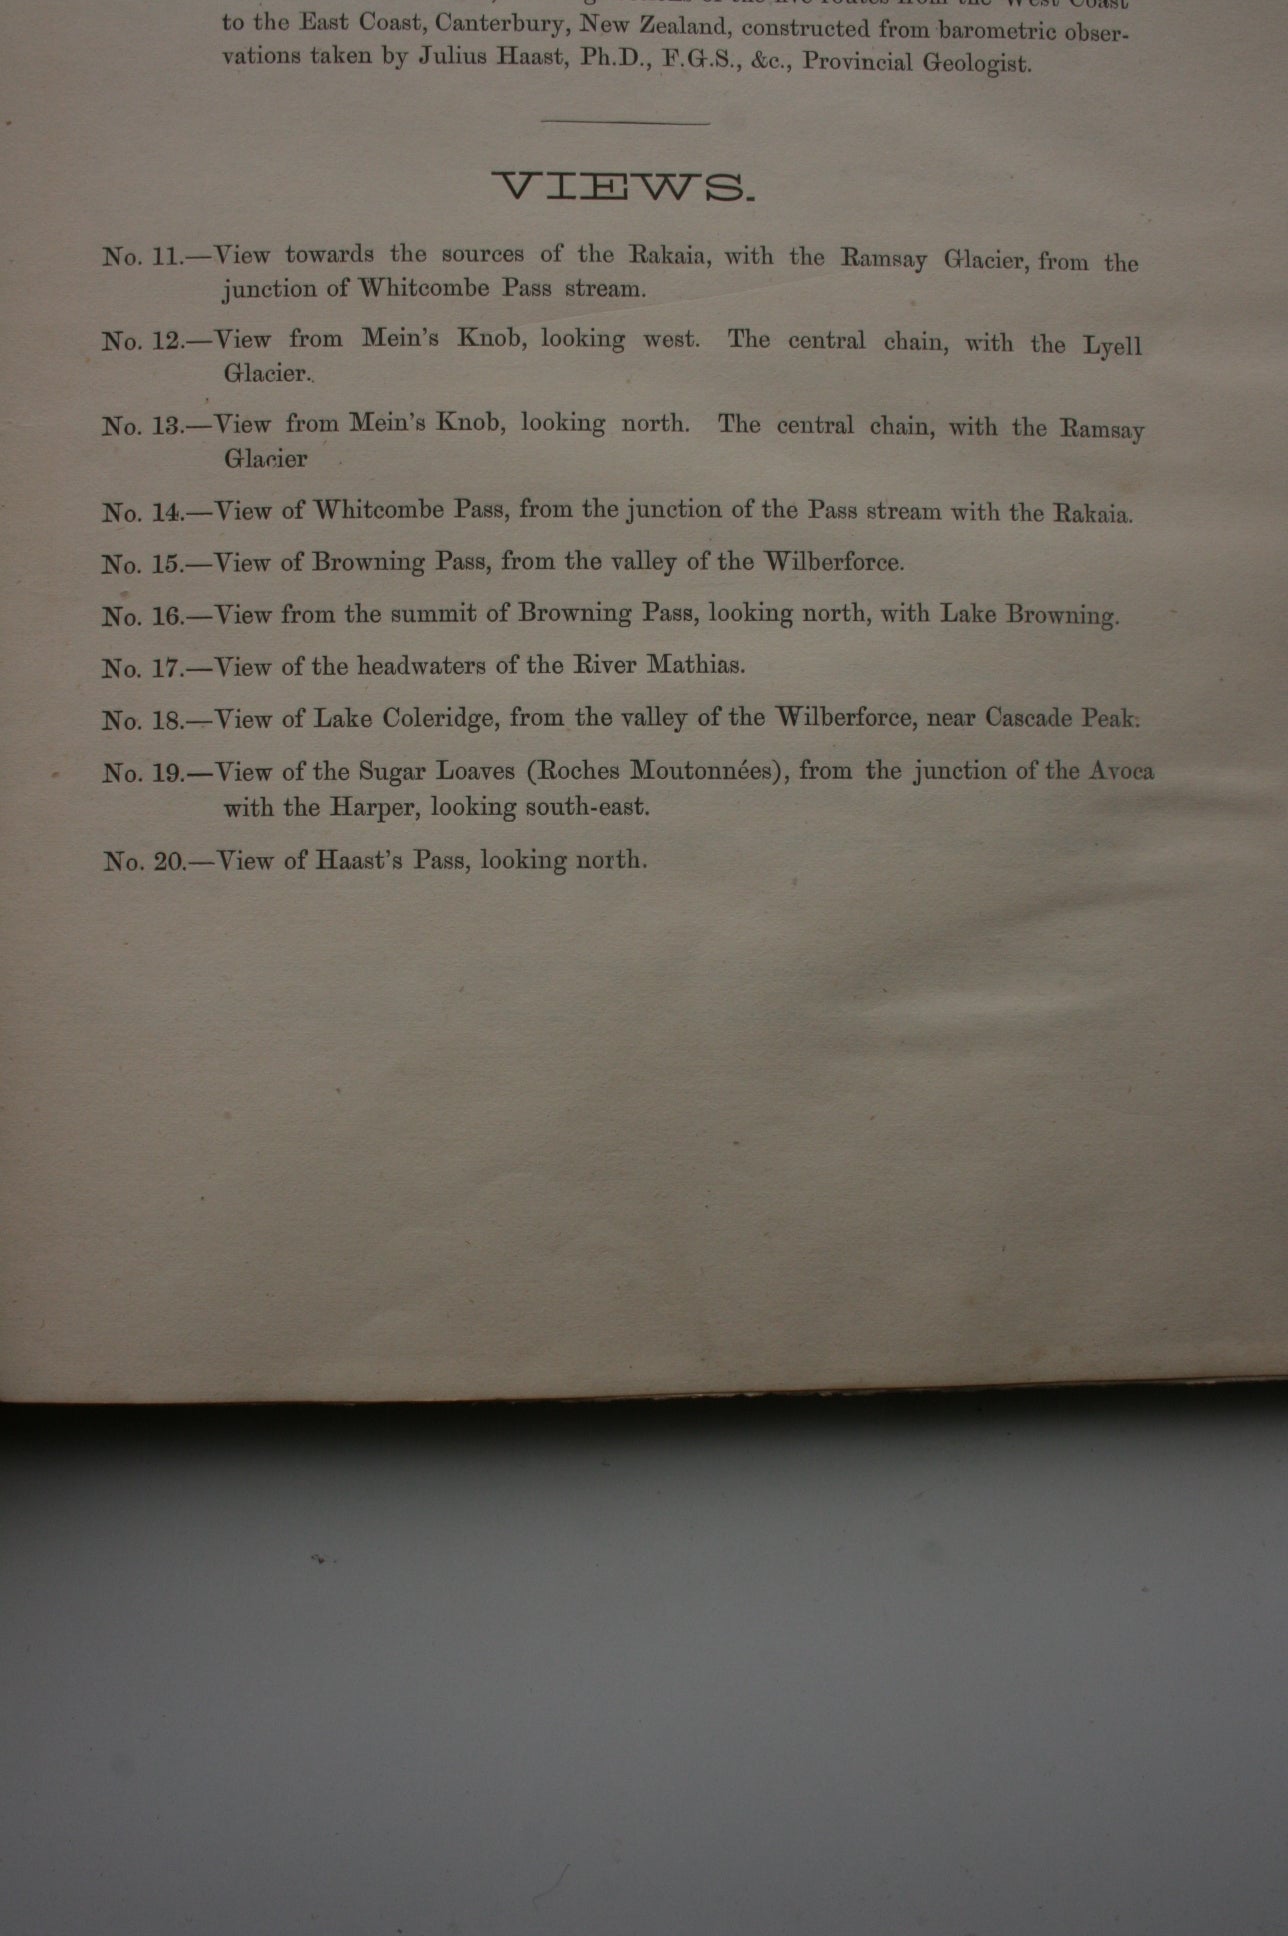 routes from the West Coast
to the East Coast, Canterbury, New Zealand, constructed from barometric obser-
vations taken by Julius Haast, Ph.D., F.G.S., &c., Provincial Geologist.
VIEWS.
No. 11.—View towards the sources of the Rakaia, with the Ramsay Glacier, from the
junction of Whitcombe Pass stream.
No. 12.—View from Mein's Knob, looking west. The central chain, with the Lyell
Glacier.
No. 13.—View from Mein's Knob, looking north. The central chain, with the Ramsay
Glacier
No. 14.—View of Whitcombe Pass, from the junction of the Pass stream with the Rakaia.
No. 15.—View of Browning Pass, from the valley of the Wilberforce.
No. 16.—View from the summit of Browning Pass, looking north, with Lake Browning.
No. 17.—View of the headwaters of the River Mathias.
No. 18.—View of Lake Coleridge, from the valley of the Wilberforce, near Cascade Peak.
No. 19.—View of the Sugar Loaves (Roches Moutonnées), from the junction of the Avoca
with the Harper, looking south-east.
No. 20.—View of Haast's Pass, looking north.